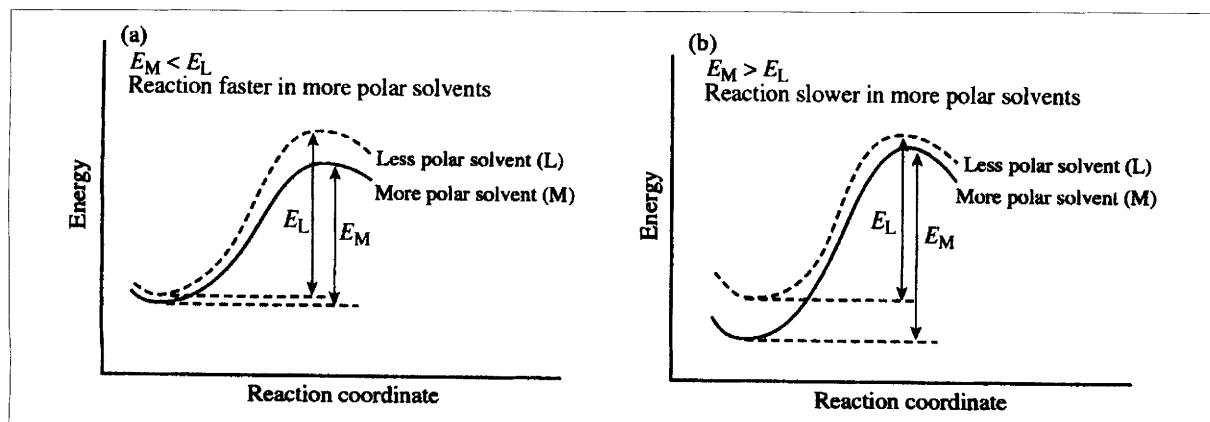 (a)
E_M < E_L
Reaction faster in more polar solvents
Less polar solvent (L)
More polar solvent (M)
E_L
E_M
Energy
Reaction coordinate
(b)
E_M > E_L
Reaction slower in more polar solvents
Less polar solvent (L)
More polar solvent (M)
E_L
E_M
Energy
Reaction coordinate